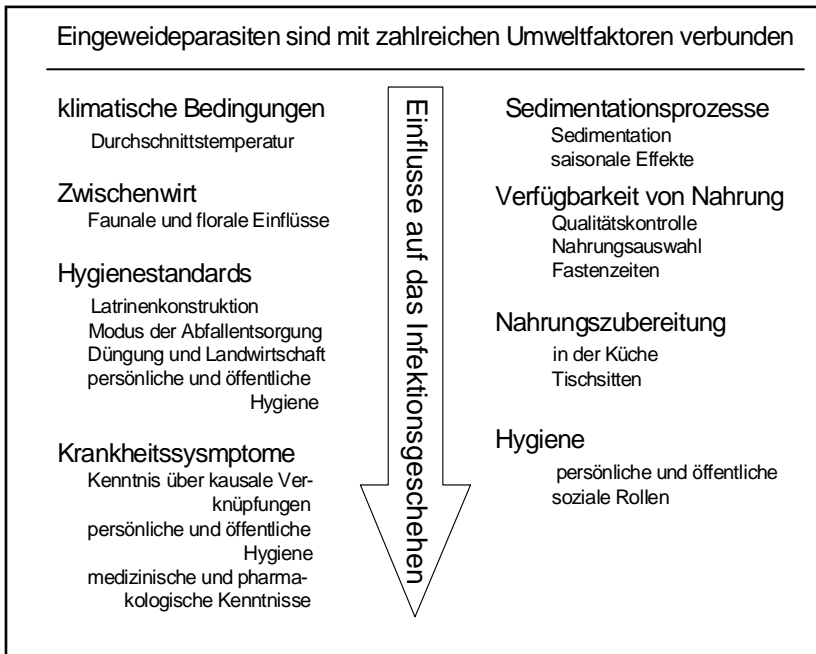 Eingeweideparasiten sind mit zahlreichen Umweltfaktoren verbunden
klimatische Bedingungen
Durchschnittstemperatur
Zwischenwirt
Faunale und florale Einflüsse
Hygienestandards
Latrinenkonstruktion
Modus der Abfallentsorgung
Düngung und Landwirtschaft
persönliche und öffentliche
Hygiene
Krankheitssysmptome
Kenntnis über kausale Ver-
knüpfungen
persönliche und öffentliche
Hygiene
medizinische und pharma-
kologische Kenntnisse
Einflusse auf das Infektionsgeschehen
Sedimentationsprozesse
Sedimentation
saisonale Effekte
Verfügbarkeit von Nahrung
Qualitätskontrolle
Nahrungsauswahl
Fastenzeiten
Nahrungszubereitung
in der Küche
Tischsitten
Hygiene
persönliche und öffentliche
soziale Rollen